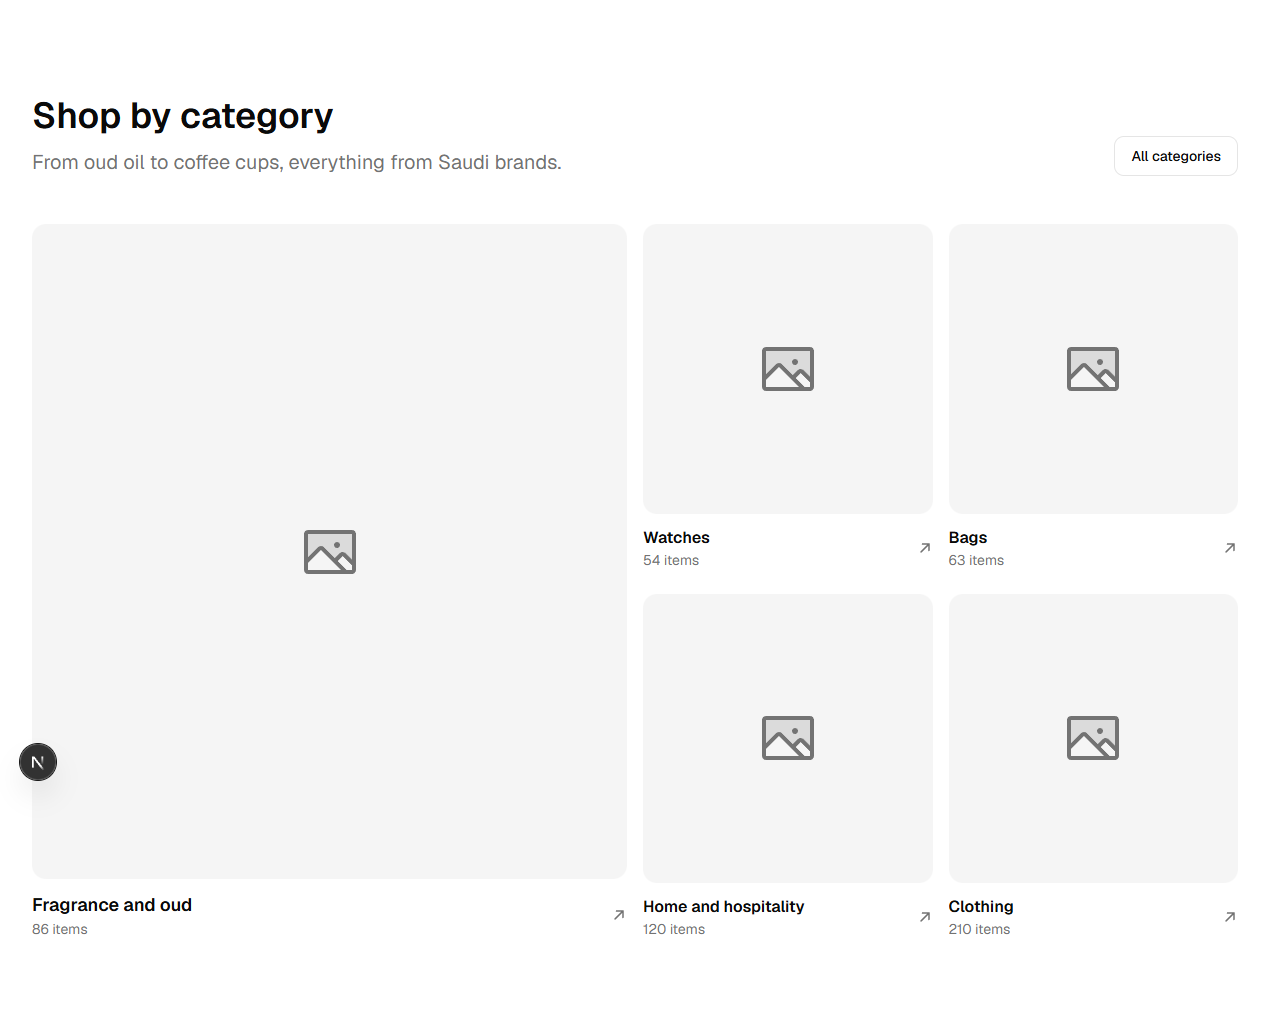 Shop by category
From oud oil to coffee cups, everything from Saudi brands.
All categories
Watches
54 items
Bags
63 items
N
Fragrance and oud
86 items
Home and hospitality
120 items
Clothing
210 items